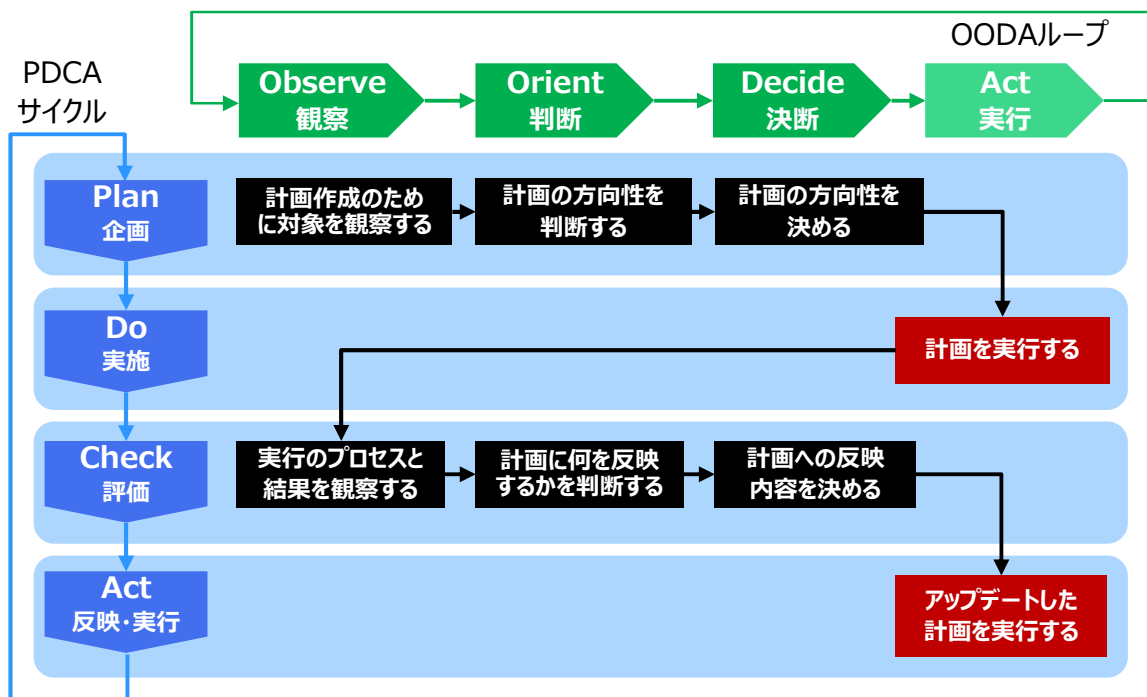 OODAループ
PDCA
サイクル
Observe
観察
Orient
判断
Decide
決断
Act
実行
Plan
企画
計画作成のため
に対象を観察する
計画の方向性を
判断する
計画の方向性を
決める
Do
実施
計画を実行する
Check
評価
実行のプロセスと
結果を観察する
計画に何を反映
するかを判断する
計画への反映
内容を決める
Act
反映・実行
アップデートした
計画を実行する